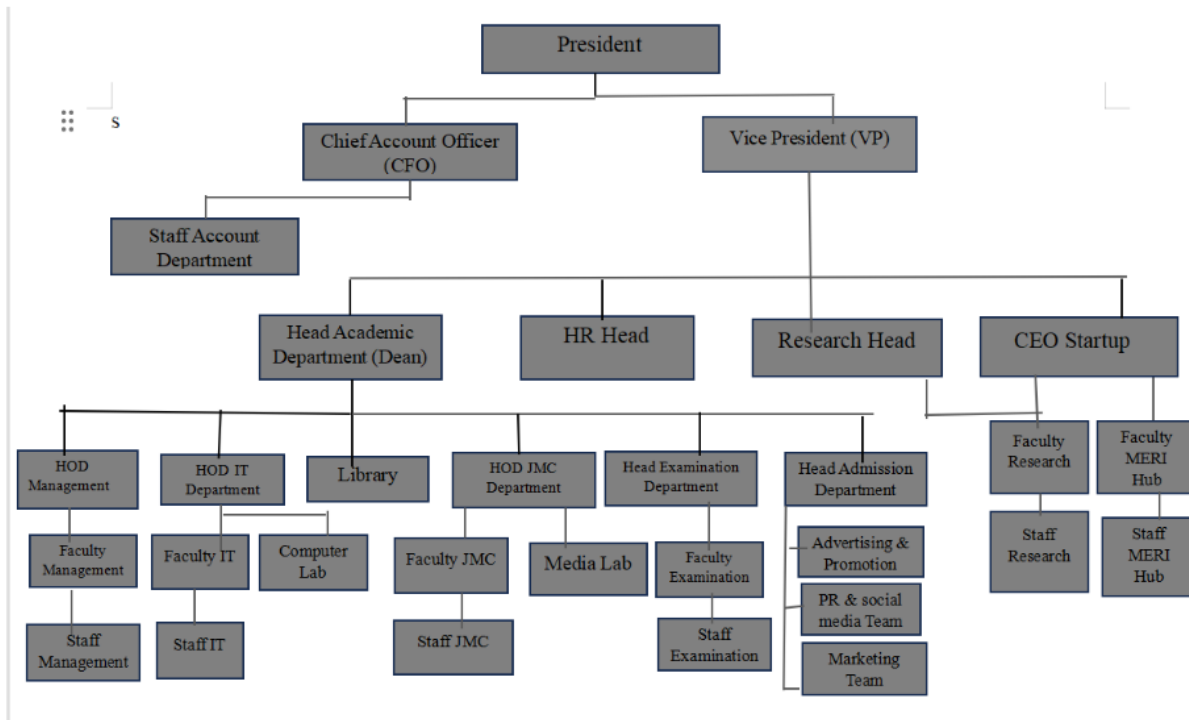 President
s
Chief Account Officer
(CFO)
Vice President (VP)
Staff Account
Department
Head Academic
Department (Dean)
HR Head
Research Head
CEO Startup
HOD
Management
HOD IT
Department
Library
HOD JMC
Department
Head Examination
Department
Head Admission
Department
Faculty
Research
Faculty
MERI
Hub
Faculty
Management
Faculty IT
Computer
Lab
Faculty JMC
Media Lab
Faculty
Examination
Advertising &
Promotion
Staff
Research
Staff
MERI
Hub
Staff
Management
Staff IT
Staff JMC
Staff
Examination
PR & social
media Team
Marketing
Team